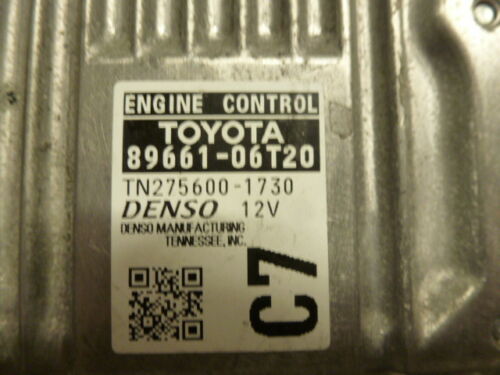 ENGINE CONTROL
TOYOTA
89661-06T20
TN275600-1730
DENSO 12V
DENSO MANUFACTURING
TENNESSEE, INC.
C7